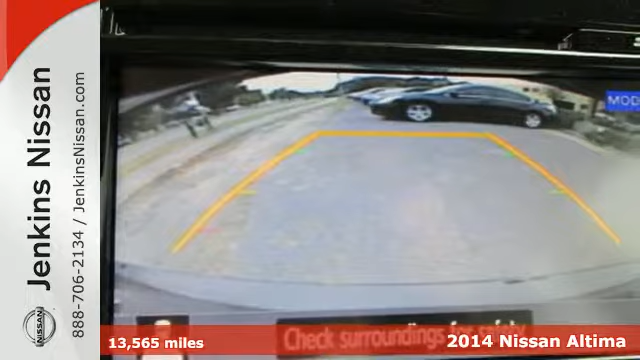 Jenkins Nissan
888-706-2134 / JenkinsNissan.com
NISSAN
MOD
Check surroundings for safety
13,565 miles
2014 Nissan Altima